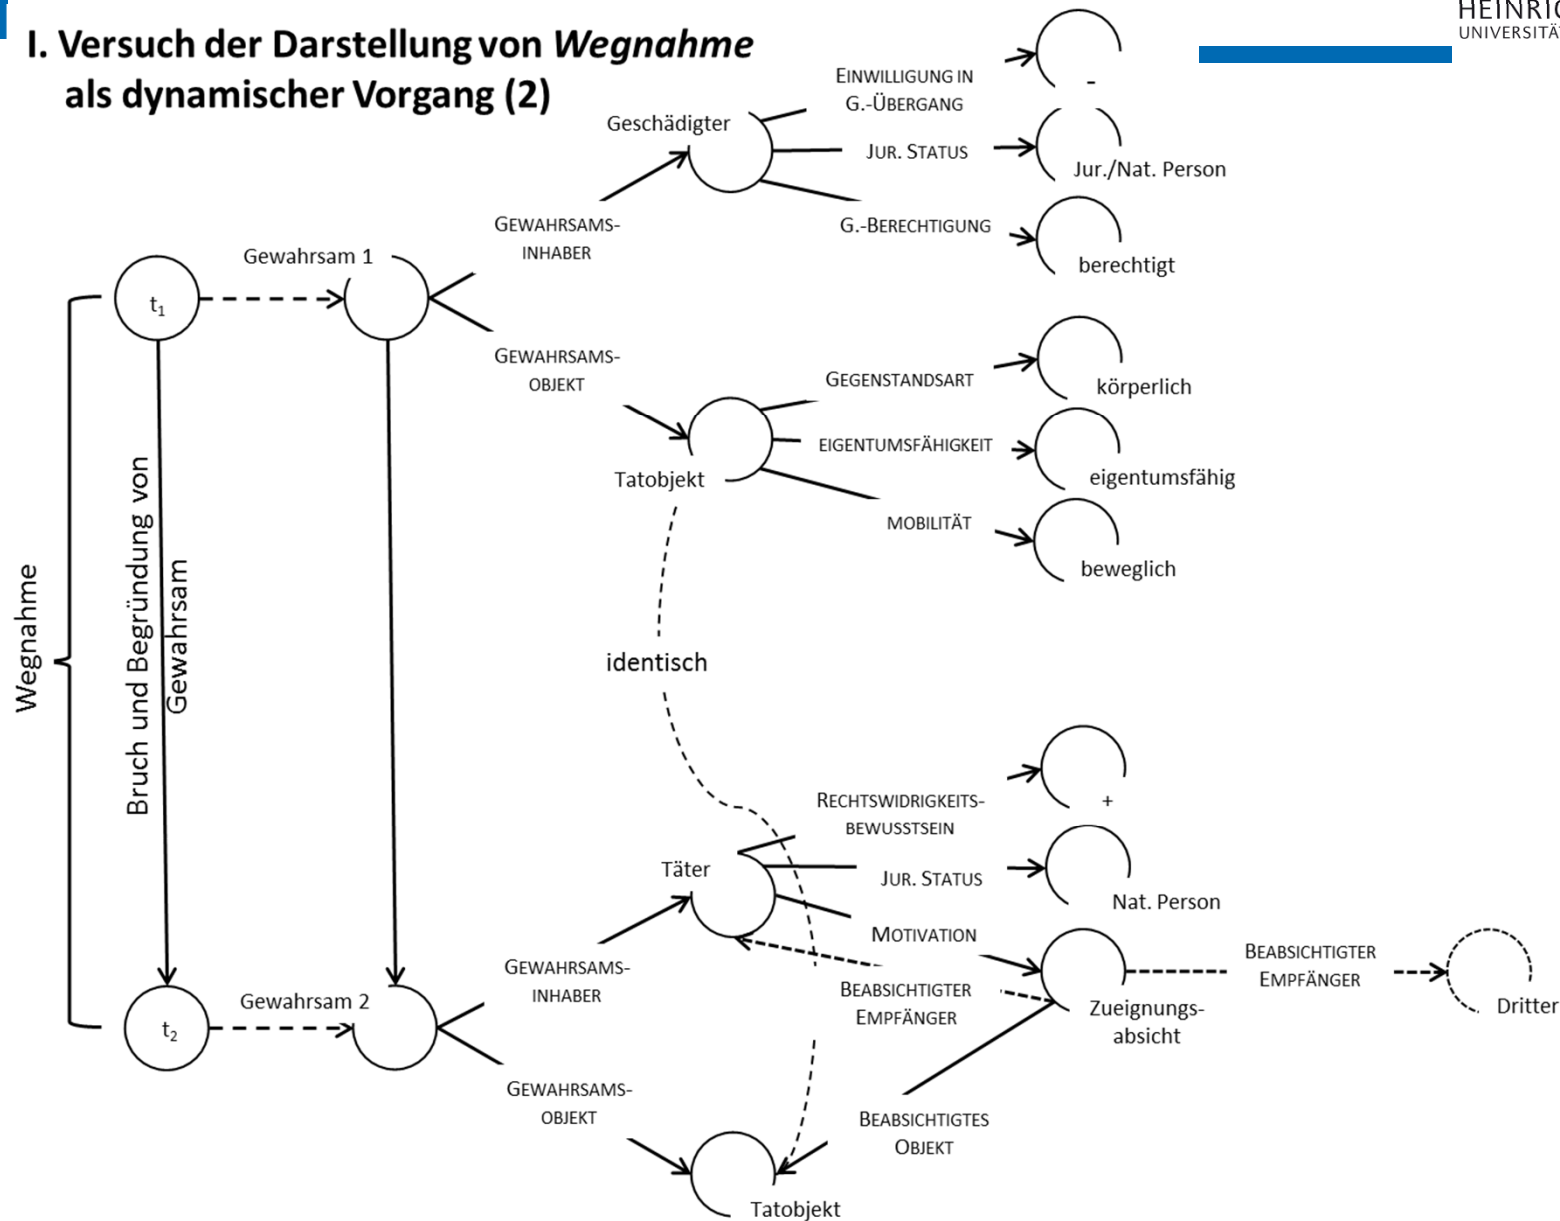 HEINRIC
UNIVERSITÄT
I. Versuch der Darstellung von Wegnahme
als dynamischer Vorgang (2)
EINWILLIGUNG IN
G.-ÜBERGANG
-
Geschädigter
JUR. STATUS
Jur./Nat. Person
GEWAHRSAMS-
INHABER
G.-BERECHTIGUNG
berechtigt
Gewahrsam 1
t₁
GEWAHRSAMS-
OBJEKT
GEGENSTANDSART
körperlich
EIGENTUMSFÄHIGKEIT
eigentumsfähig
Tatobjekt
MOBILITÄT
beweglich
Wegnahme
Bruch und Begründung von
Gewahrsam
identisch
RECHTSWIDRIGKEITS-
BEWUSSTSEIN
+
Täter
JUR. STATUS
Nat. Person
MOTIVATION
GEWAHRSAMS-
INHABER
BEABSICHTIGTER
EMPFÄNGER
BEABSICHTIGTER
EMPFÄNGER
Zueignungs-
absicht
Dritter
Gewahrsam 2
t₂
GEWAHRSAMS-
OBJEKT
BEABSICHTIGTES
OBJEKT
Tatobjekt